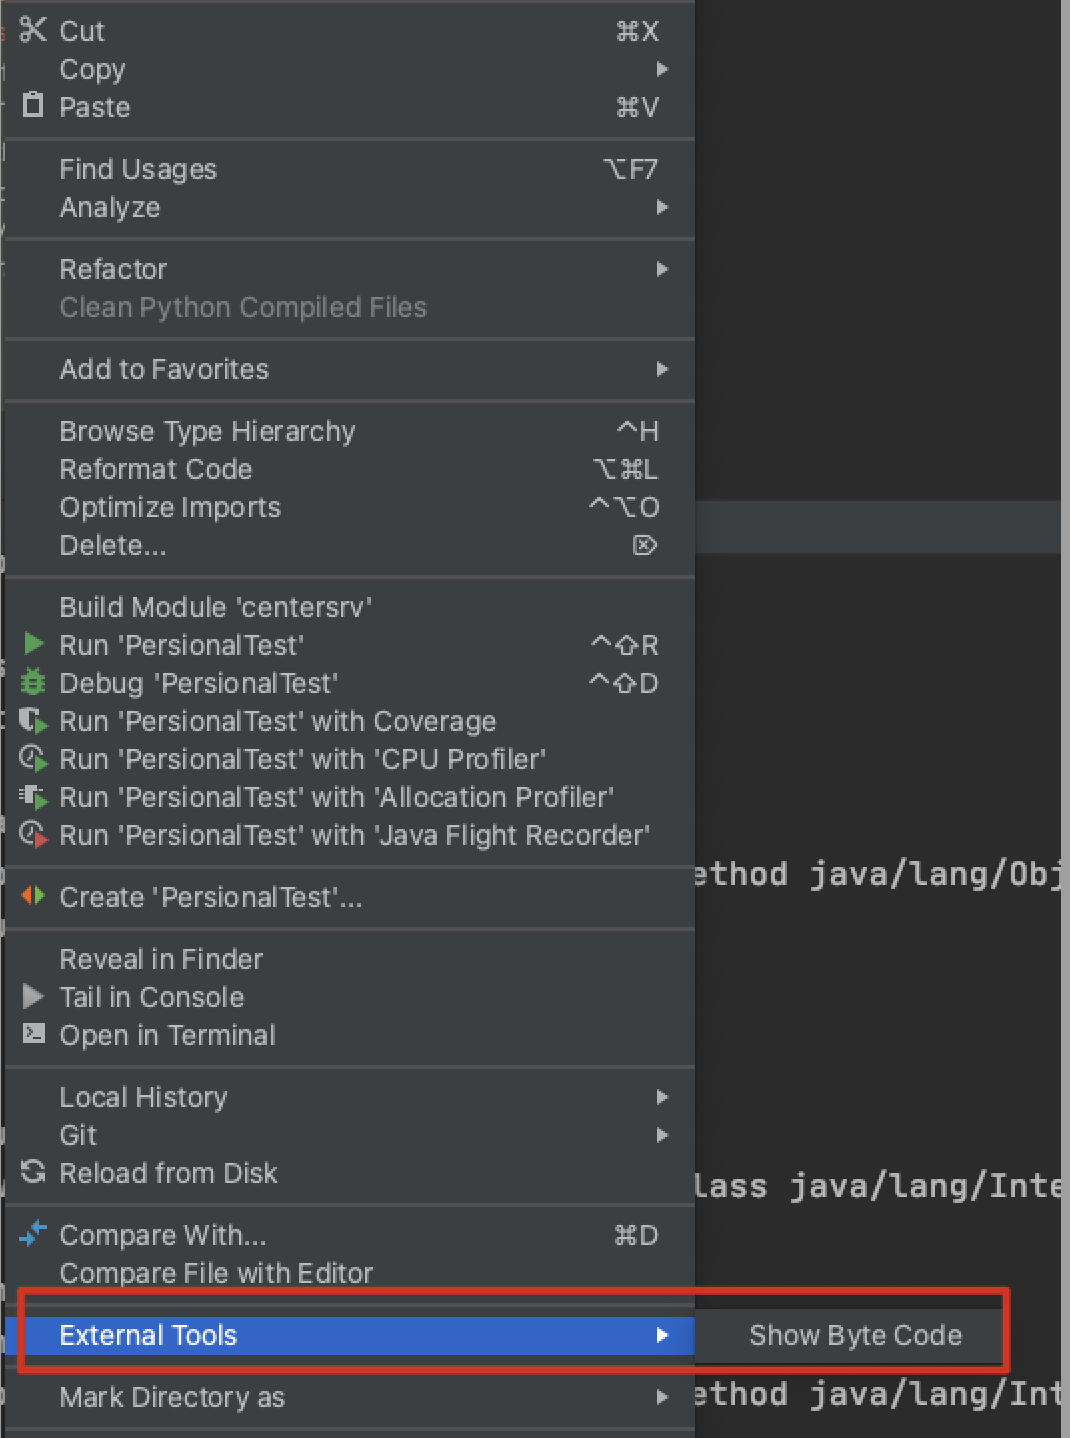 Cut ⌘X
Copy
Paste ⌘V
Find Usages ⌥F7
Analyze
Refactor
Clean Python Compiled Files
Add to Favorites
Browse Type Hierarchy ^H
Reformat Code ⌥⌘L
Optimize Imports ^⌥O
Delete... ⌦
Build Module 'centersrv'
Run 'PersionalTest' ^⇧R
Debug 'PersionalTest' ^⇧D
Run 'PersionalTest' with Coverage
Run 'PersionalTest' with 'CPU Profiler'
Run 'PersionalTest' with 'Allocation Profiler'
Run 'PersionalTest' with 'Java Flight Recorder'
ethod java/lang/Obj
Create 'PersionalTest'...
Reveal in Finder
Tail in Console
Open in Terminal
Local History
Git
Reload from Disk
lass java/lang/Inte
Compare With... ⌘D
Compare File with Editor
External Tools Show Byte Code
Mark Directory as ethod java/lang/Int